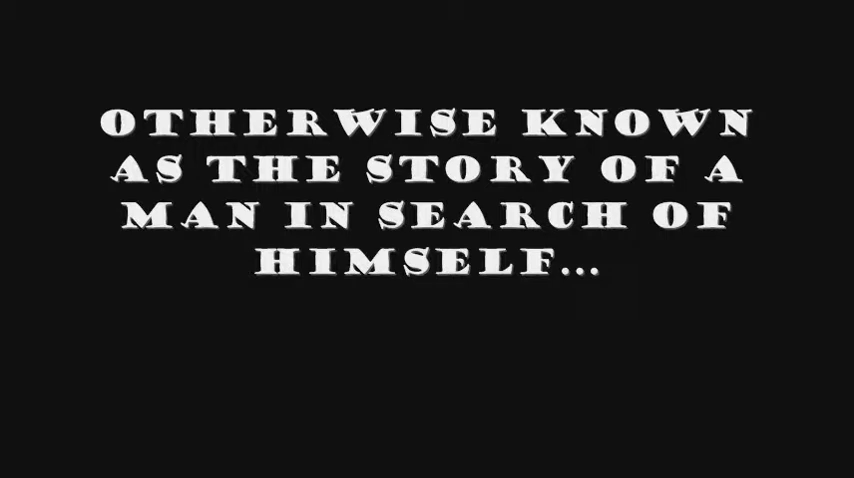 OTHERWISE KNOWN
AS THE STORY OF A
MAN IN SEARCH OF
HIMSELF...